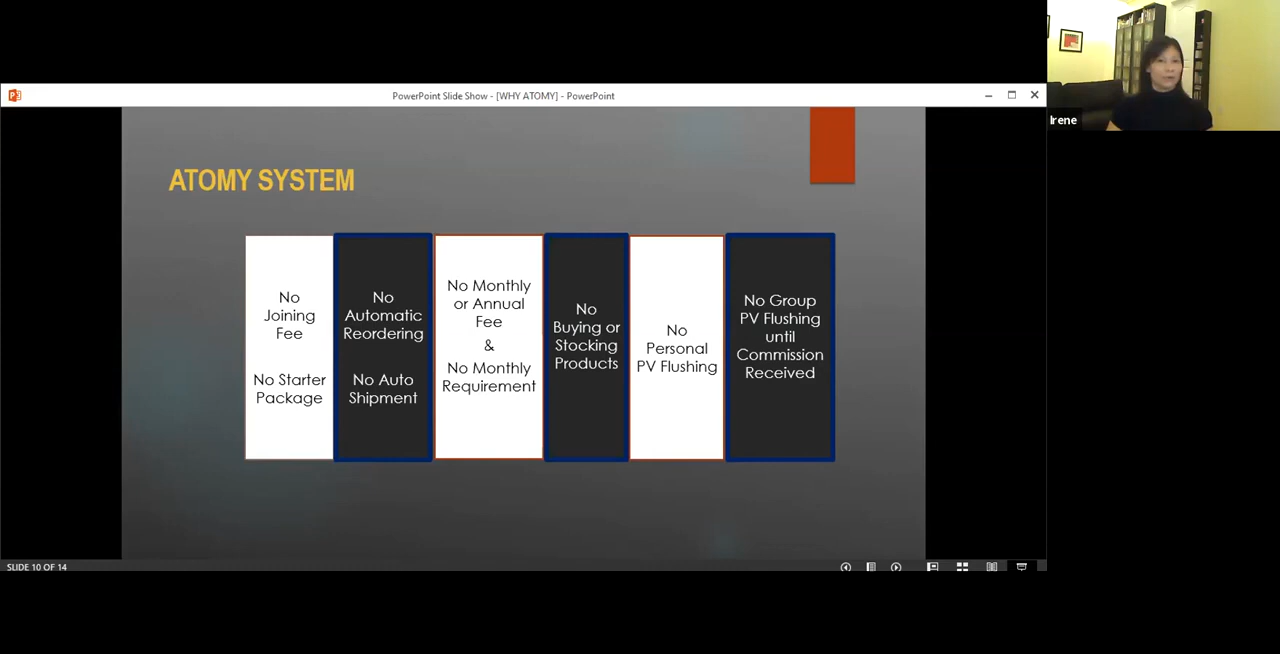 PowerPoint Slide Show - [WHY ATOMY] - PowerPoint
Irene
ATOMY SYSTEM
No
Joining
Fee
No Starter
Package
No
Automatic
Reordering
No Auto
Shipment
No Monthly
or Annual
Fee
&
No Monthly
Requirement
No
Buying or
Stocking
Products
No
Personal
PV Flushing
No Group
PV Flushing
until
Commission
Received
SLIDE 10 OF 14